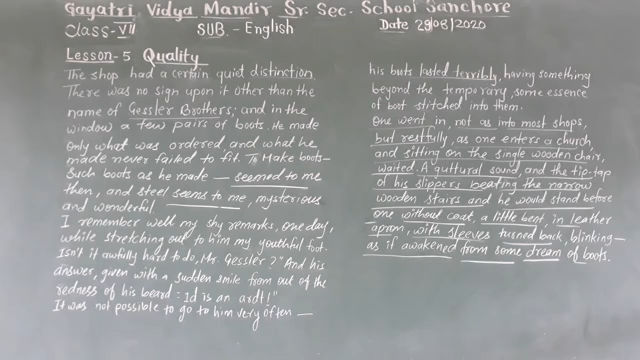 Gayatri Vidya Mandir Sr. Sec. School Sanchore
Class-VII SUB.- English Date 29/08/2020
Lesson-5 Quality
The shop had a certain quiet distinction.
There was no sign upon it other than the
name of Gessler Brothers; and in the
window a few pairs of boots. He made
only what was ordered, and what he
made never failed to fit. To make boots-
Such boots as he made — seemed to me
then, and steel seems to me, mysterious
and wonderful
I remember well my shy remarks, one day,
while stretching out to him my youthful foot.
Isn't it awfully hard to do, Mr. Gessler?" And his
answer, given with a sudden smile from out of the
redness of his beard: Id is an ardt!"
It was not possible to go to him very often —
his boots lasted terribly, having something
beyond the temporary, some essence
of boot stitched into them.
One went in, not as into most shops,
but restfully, as one enters a church,
and sitting on the single wooden chair,
waited. A guttural sound, and the tip-tap
of his slippers beating the narrow
wooden stairs and he would stand before
one without coat, a little bent, in leather
apron, with sleeves turned back, blinking—
as if awakened from some dream of boots.